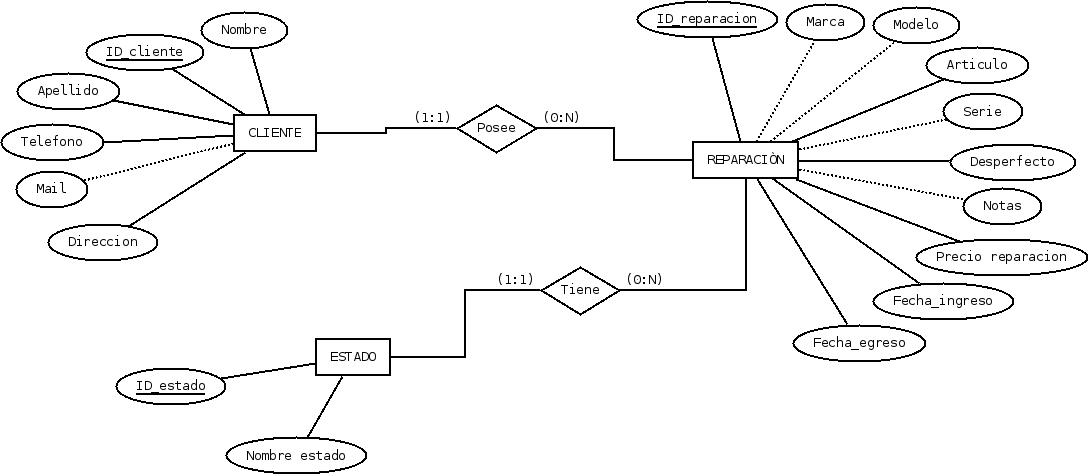 ID_reparacion
Marca
Modelo
Nombre
ID_cliente
Articulo
Apellido
Serie
(1:1)
(0:N)
Posee
CLIENTE
Telefono
REPARACIÒN
Desperfecto
Mail
Notas
Direccion
Precio reparacion
(1:1)
(0:N)
Tiene
Fecha_ingreso
Fecha_egreso
ESTADO
ID_estado
Nombre estado